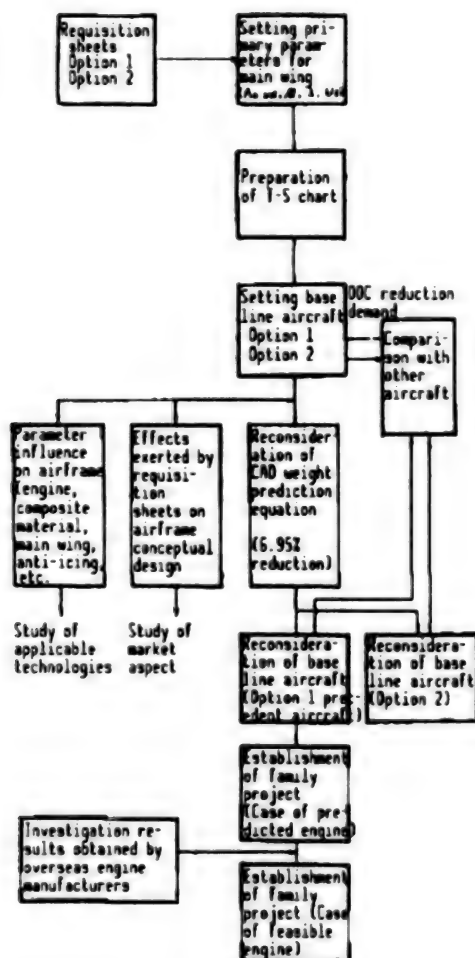 Requisition
sheets
Option 1
Option 2
Setting pri-
mary param-
eters for
main wing
Preparation
of T-S chart
Setting base
line aircraft
Option 1
Option 2
DOC reduction
demand
Compari-
son with
other
aircraft
Parameter
influence
on airframe
(engine,
composite
material,
main wing,
anti-icing,
etc.
Effects
exerted by
requisi-
tion
sheets on
airframe
conceptual
design
Reconsider-
ation of
CAD weight
prediction
equation
(6.95%
reduction)
Study of
applicable
technologies
Study of
market
aspect
Reconsidera-
tion of base
line aircraft
(Option 1 prec-
edent aircraft)
Reconsidera-
tion of base
line aircraft
(Option 2)
Establishment
of family
project
(Case of pre-
dicted engine)
Investigation re-
sults obtained by
overseas engine
manufacturers
Establishment
of family
project (Case
of feasible
engine)